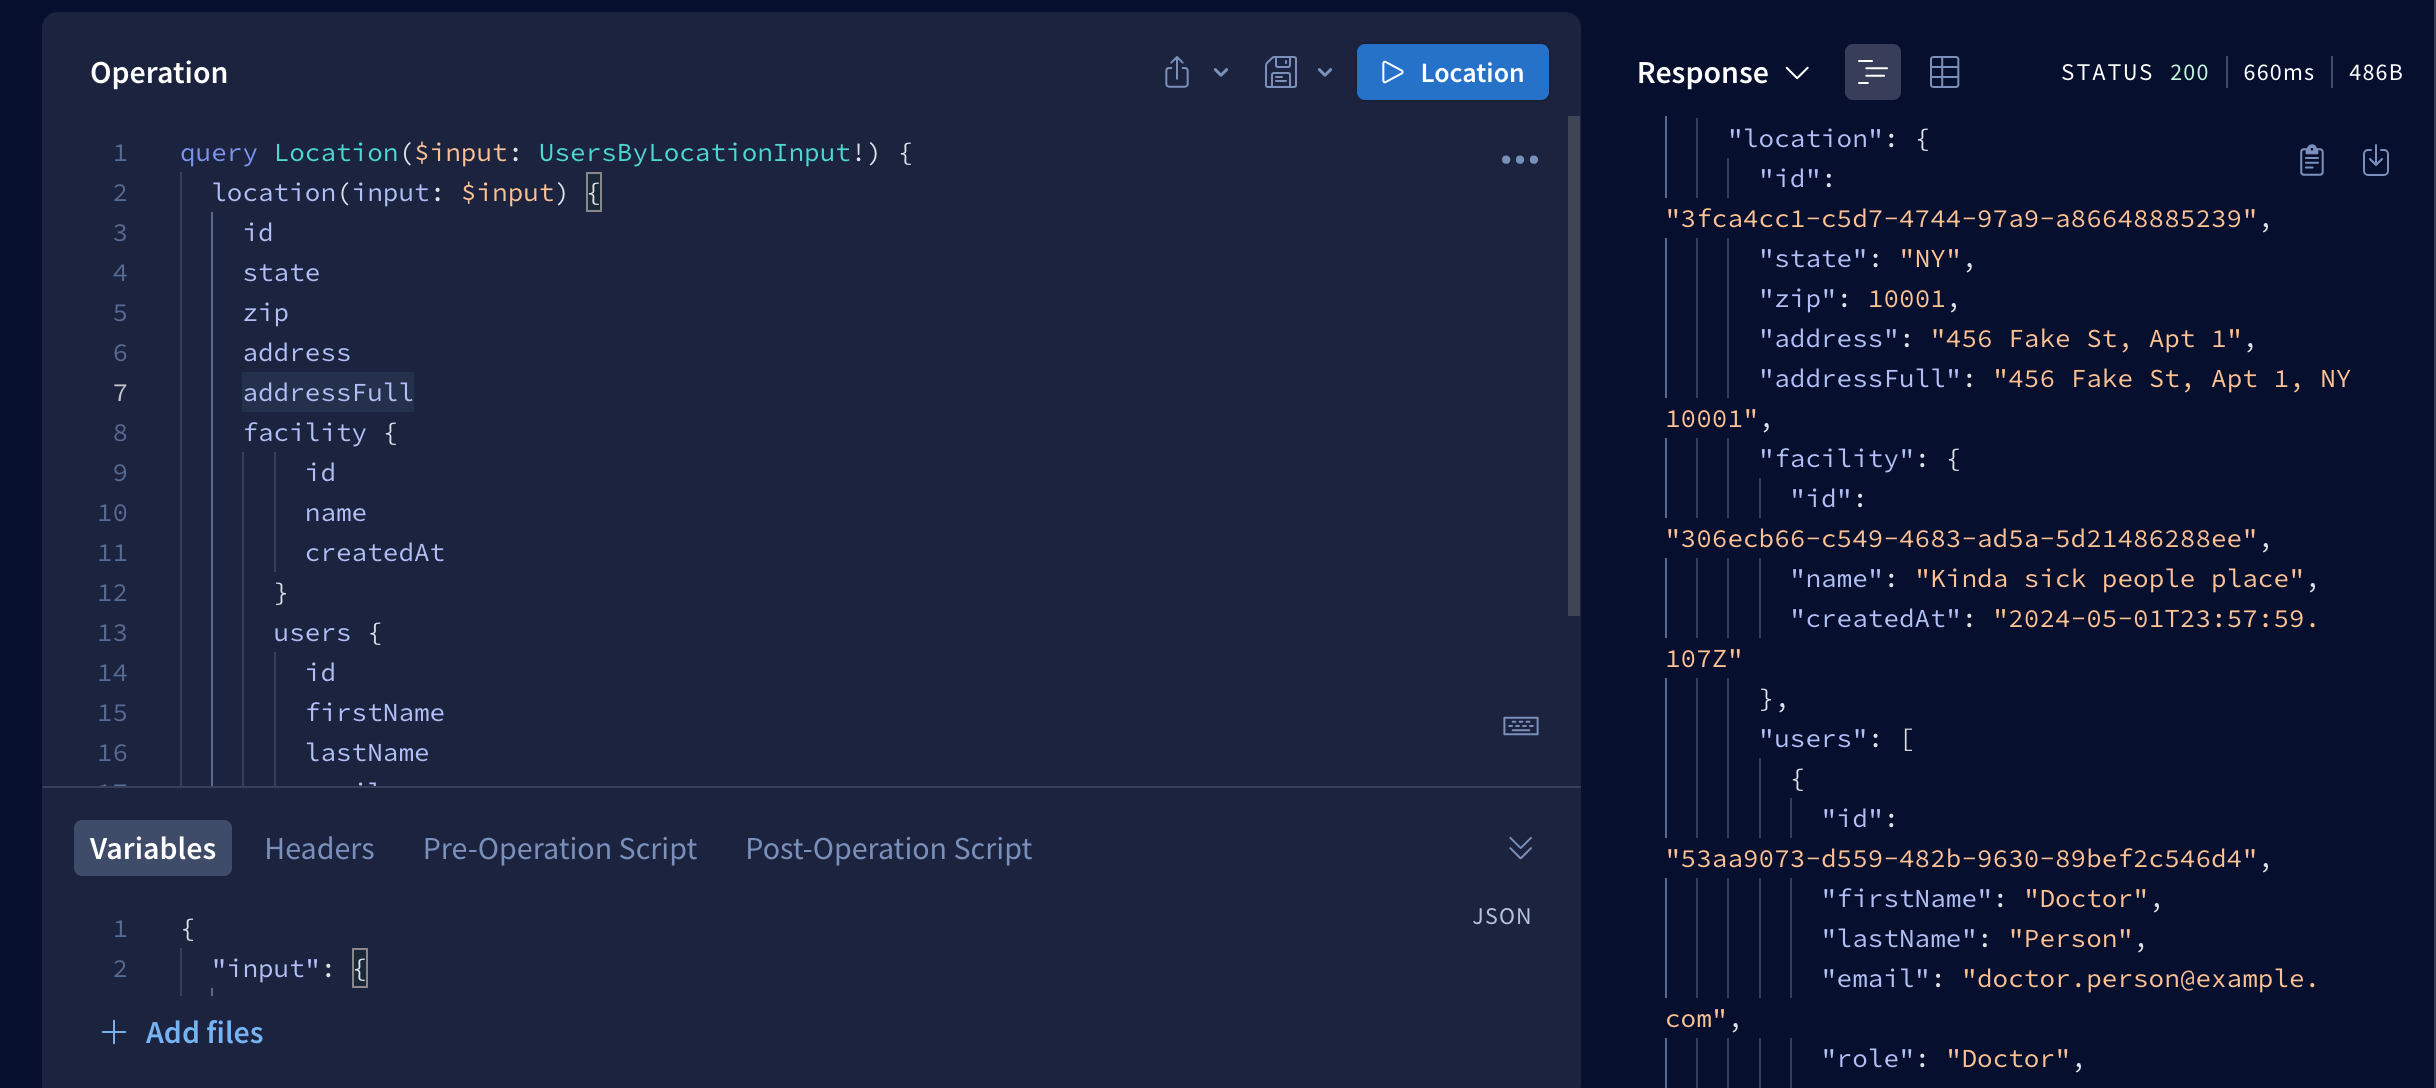 Operation
Location
1 query Location($input: UsersByLocationInput!) {
2 location(input: $input) {
3 id
4 state
5 zip
6 address
7 addressFull
8 facility {
9 id
10 name
11 createdAt
12 }
13 users {
14 id
15 firstName
16 lastName
Variables Headers Pre-Operation Script Post-Operation Script
JSON
1 {
2 "input": {
+ Add files
Response
STATUS 200 660ms 486B
"location": {
"id":
"3fca4cc1-c5d7-4744-97a9-a86648885239",
"state": "NY",
"zip": 10001,
"address": "456 Fake St, Apt 1",
"addressFull": "456 Fake St, Apt 1, NY
10001",
"facility": {
"id":
"306ecb66-c549-4683-ad5a-5d21486288ee",
"name": "Kinda sick people place",
"createdAt": "2024-05-01T23:57:59.
107Z"
},
"users": [
{
"id":
"53aa9073-d559-482b-9630-89bef2c546d4",
"firstName": "Doctor",
"lastName": "Person",
"email": "doctor.person@example.
com",
"role": "Doctor",